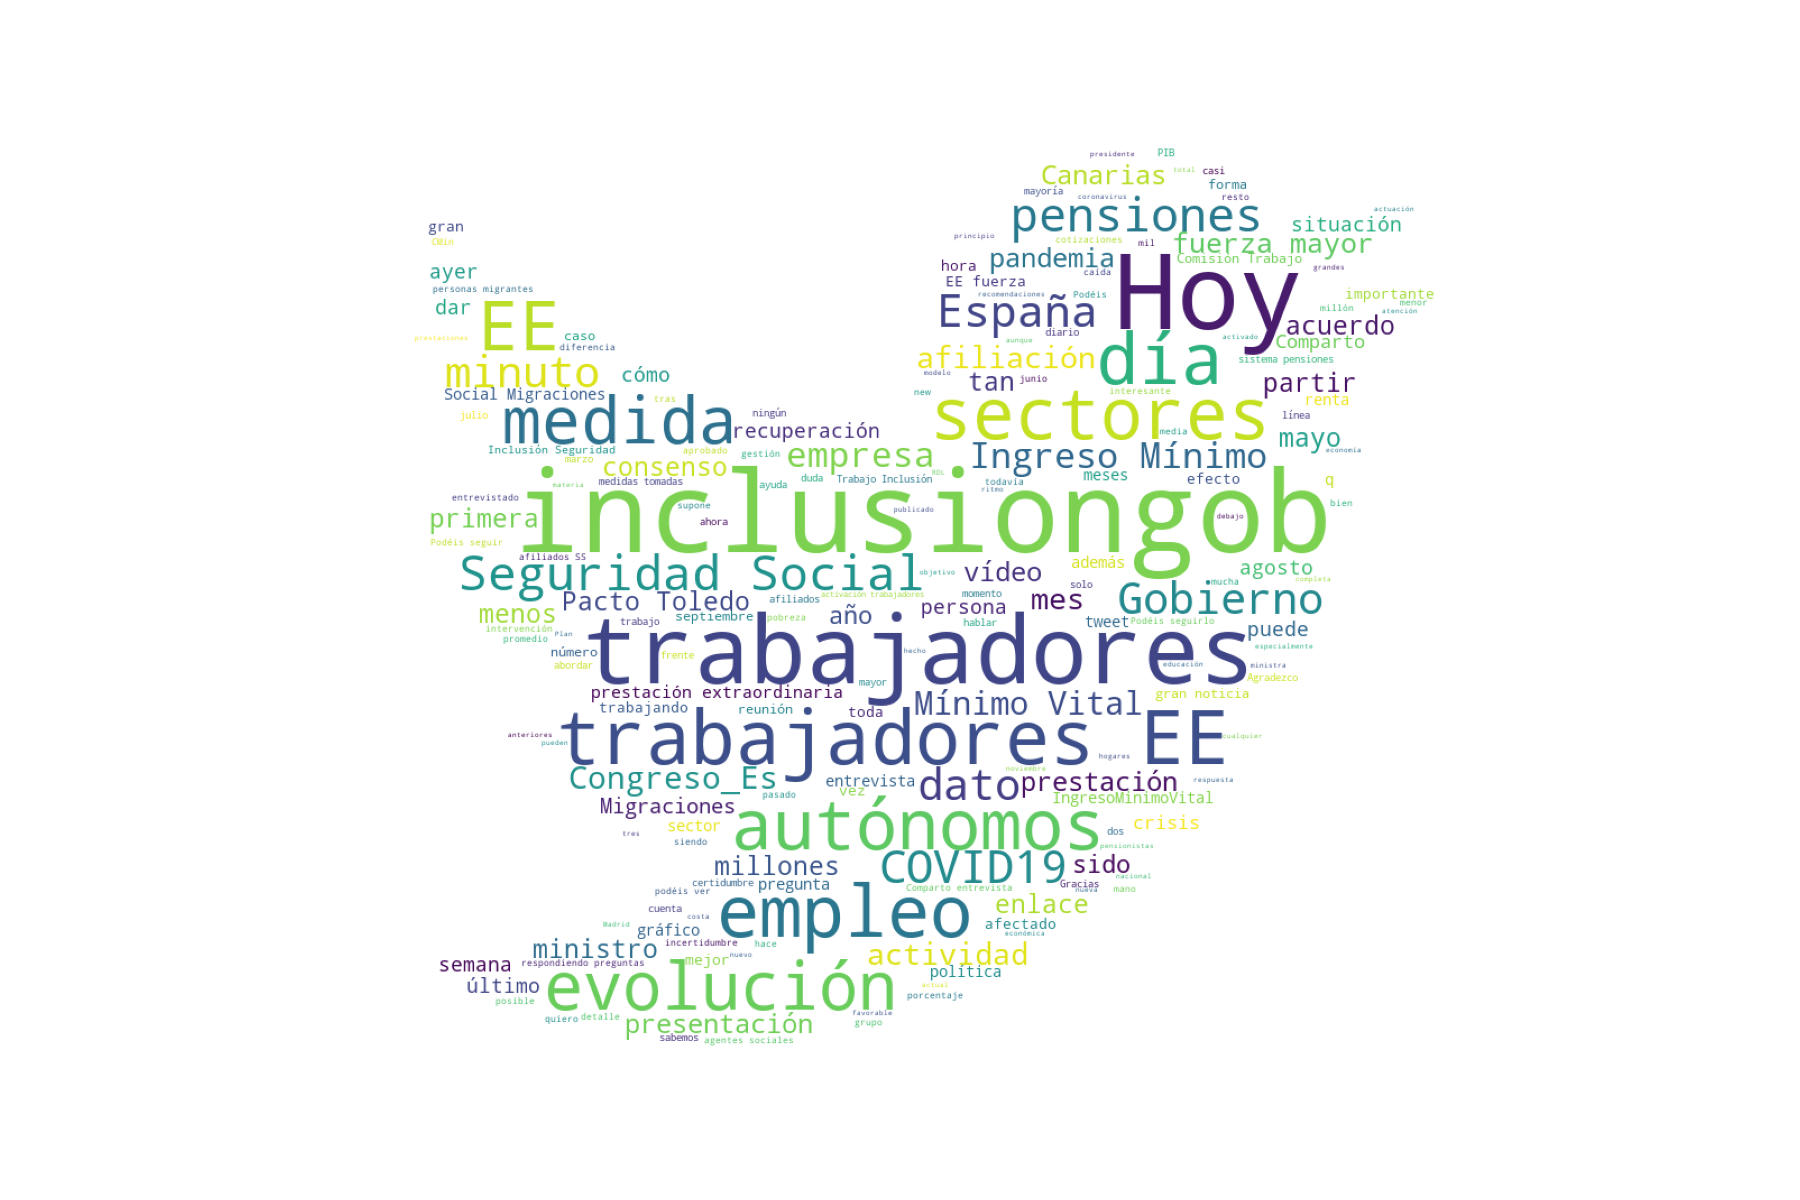 presidente
PIB
Canarias
total
casi
mayoría
coronavirus
forma
resto
pensiones
actuación
gran
CMin
principio
cotizaciones
mil
situación
fuerza mayor
ayer
hora
pandemia
caída
Comisión Trabajo
grandes
personas migrantes
EE fuerza
recomendaciones
Podéis
Hoy
importante
dar
EE
España
diario
millón
menor
atención
acuerdo
prestaciones
caso
diferencia
aunque
activado
Comparto
minuto
cómo
afiliación
día
sistema pensiones
Social Migraciones
tras
modelo
tan
junio
partir
new
interesante
renta
julio
medida
ningún
recuperación
sectores
línea
media
mayo
Inclusión Seguridad
aprobado
gestión
empresa
Ingreso Mínimo
economía
marzo
consenso
duda
Trabajo Inclusión
RDL
meses
efecto
materia
medidas tomadas
ayuda
todavía
ritmo
q
entrevistado
inclusiongob
supone
publicado
bien
primera
ahora
debajo
Podéis seguir
afiliados SS
Seguridad Social
objetivo
vídeo
además
agosto
completa
solo
mucha
menos
Pacto Toledo
afiliados
activación trabajadores
momento
mes
Gobierno
año
persona
intervención
promedio
Plan
trabajo
septiembre
pobreza
hablar
tweet
Podéis seguirlo
puede
número
abordar
frente
trabajadores
hecho
especialmente
educación
ministra
mayor
Agradezco
prestación extraordinaria
Mínimo Vital
gran noticia
trabajando
reunión
toda
anteriores
pueden
trabajadores EE
hogares
cualquier
Congreso_Es
entrevista
noviembre
dato
prestación
respuesta
pasado
vez
IngresoMinimoVital
Migraciones
sector
autónomos
crisis
tres
siendo
dos
pensionistas
millones
COVID19
sido
certidumbre
pregunta
podéis ver
Comparto entrevista
Gracias
nueva
nacional
mano
cuenta
costa
empleo
enlace
Madrid
gráfico
afectado
económica
ministro
incertidumbre
hace
actividad
semana
respondiendo preguntas
mejor
nuevo
política
último
evolución
actual
posible
porcentaje
quiero
detalle
presentación
favorable
grupo
sabemos
agentes sociales